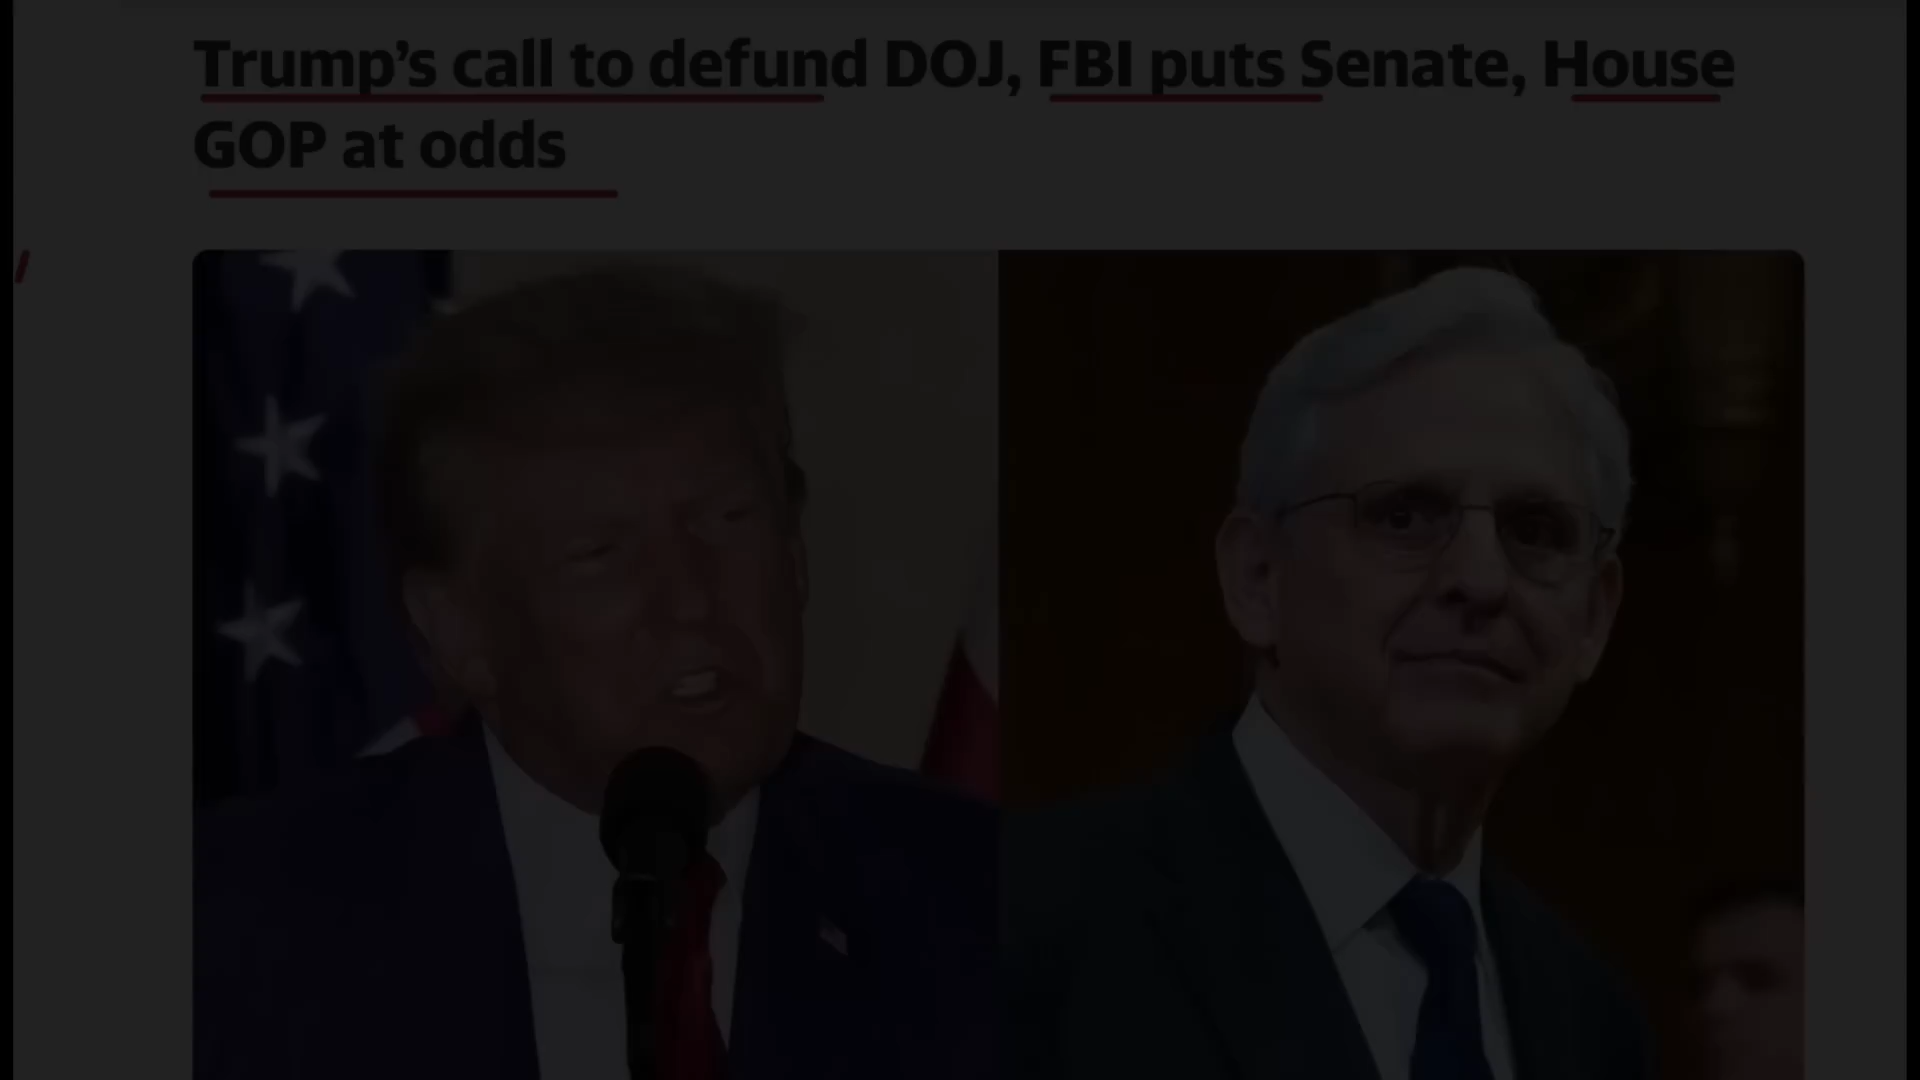 Trump's call to defund DOJ, FBI puts Senate, House
GOP at odds